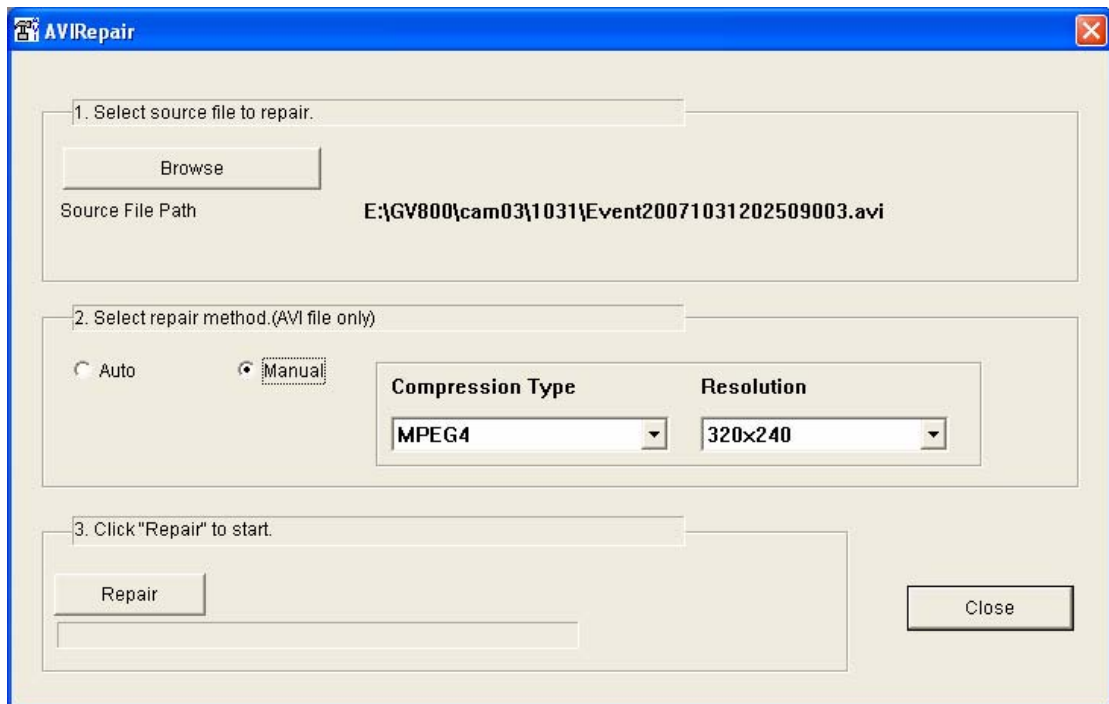 AVIRepair
1. Select source file to repair.
Browse
Source File Path E:\GV800\cam03\1031\Event20071031202509003.avi
2. Select repair method.(AVI file only)
Auto Manual
Compression Type Resolution
MPEG4 320x240
3. Click "Repair" to start.
Repair
Close